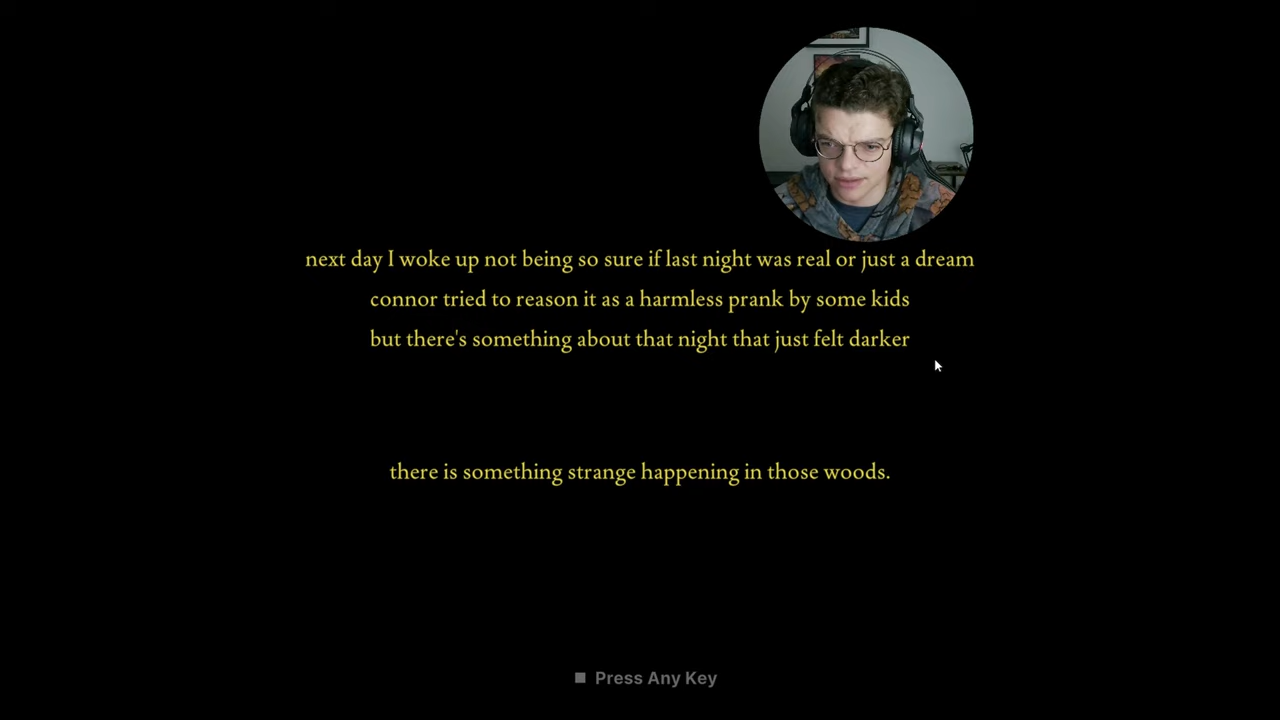 next day I woke up not being so sure if last night was real or just a dream
connor tried to reason it as a harmless prank by some kids
but there's something about that night that just felt darker
there is something strange happening in those woods.
Press Any Key